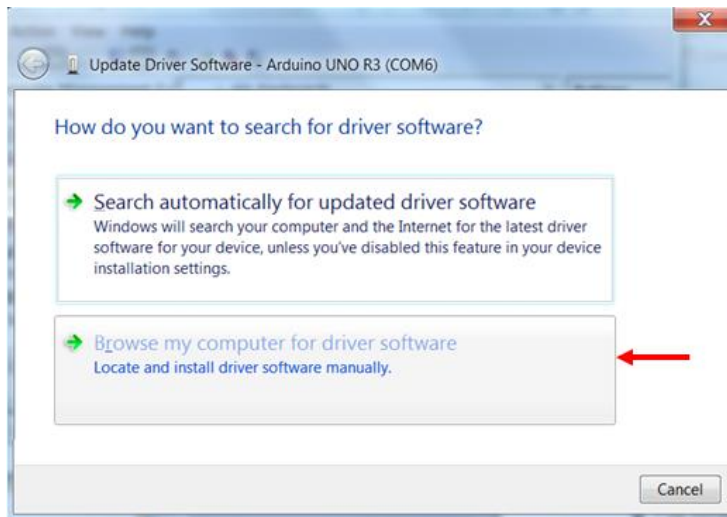 Update Driver Software - Arduino UNO R3 (COM6)
How do you want to search for driver software?
Search automatically for updated driver software
Windows will search your computer and the Internet for the latest driver
software for your device, unless you've disabled this feature in your device
installation settings.
Browse my computer for driver software
Locate and install driver software manually.
Cancel